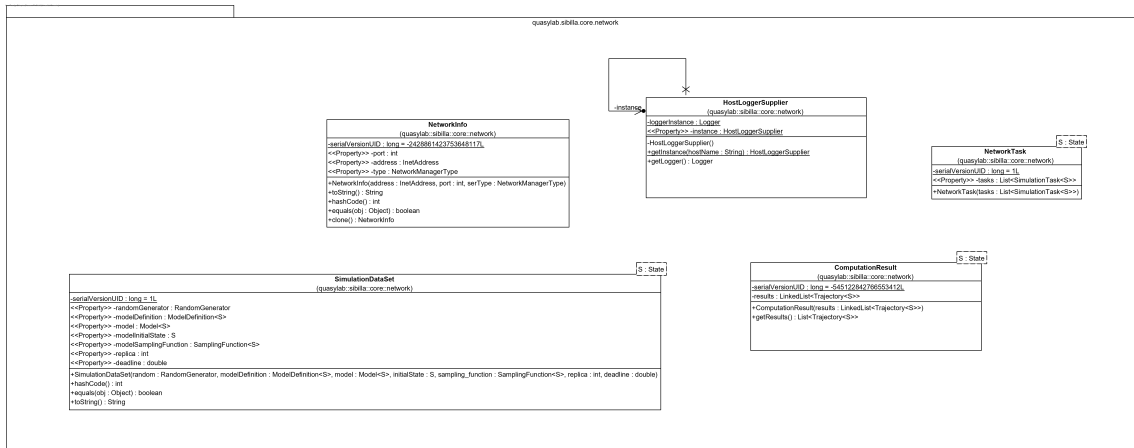 quasylab.sibilla.core.network
-instance
HostLoggerSupplier
(quasylab::sibilla::core::network)
-loggerInstance : Logger
<<Property>> -instance : HostLoggerSupplier
-HostLoggerSupplier()
+getInstance(hostName : String) : HostLoggerSupplier
+getLogger() : Logger
NetworkInfo
(quasylab::sibilla::core::network)
-serialVersionUID : long = -2428861423753648117L
<<Property>> -port : int
<<Property>> -address : InetAddress
<<Property>> -type : NetworkManagerType
+NetworkInfo(address : InetAddress, port : int, serType : NetworkManagerType)
+toString() : String
+hashCode() : int
+equals(obj : Object) : boolean
+clone() : NetworkInfo
S : State
NetworkTask
(quasylab::sibilla::core::network)
-serialVersionUID : long = 1L
<<Property>> -tasks : List<SimulationTask<S>>
+NetworkTask(tasks : List<SimulationTask<S>>)
S : State
SimulationDataSet
(quasylab::sibilla::core::network)
-serialVersionUID : long = 1L
<<Property>> -randomGenerator : RandomGenerator
<<Property>> -modelDefinition : ModelDefinition<S>
<<Property>> -model : Model<S>
<<Property>> -modelInitialState : S
<<Property>> -modelSamplingFunction : SamplingFunction<S>
<<Property>> -replica : int
<<Property>> -deadline : double
+SimulationDataSet(random : RandomGenerator, modelDefinition : ModelDefinition<S>, model : Model<S>, initialState : S, sampling_function : SamplingFunction<S>, replica : int, deadline : double)
+hashCode() : int
+equals(obj : Object) : boolean
+toString() : String
S : State
ComputationResult
(quasylab::sibilla::core::network)
-serialVersionUID : long = -545122842766553412L
-results : LinkedList<Trajectory<S>>
+ComputationResult(results : LinkedList<Trajectory<S>>)
+getResults() : List<Trajectory<S>>